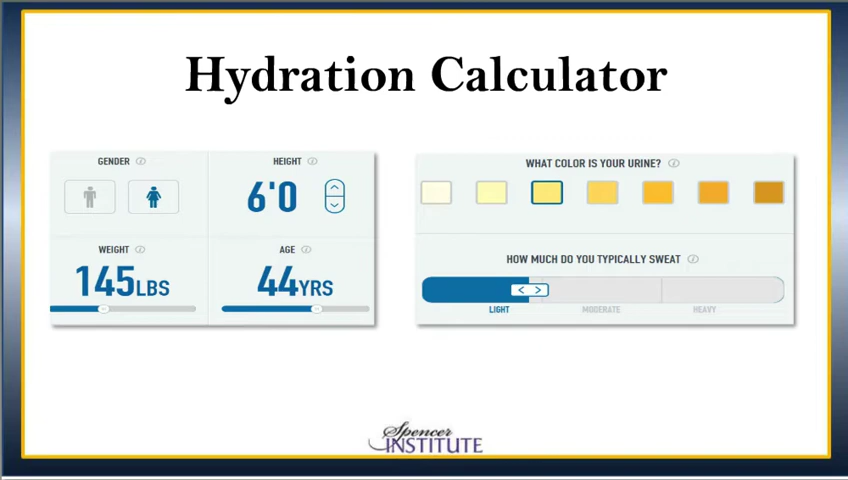 Hydration Calculator
GENDER
HEIGHT
6'0
WEIGHT
145LBS
AGE
44YRS
WHAT COLOR IS YOUR URINE?
HOW MUCH DO YOU TYPICALLY SWEAT
LIGHT MODERATE HEAVY
Spencer
INSTITUTE